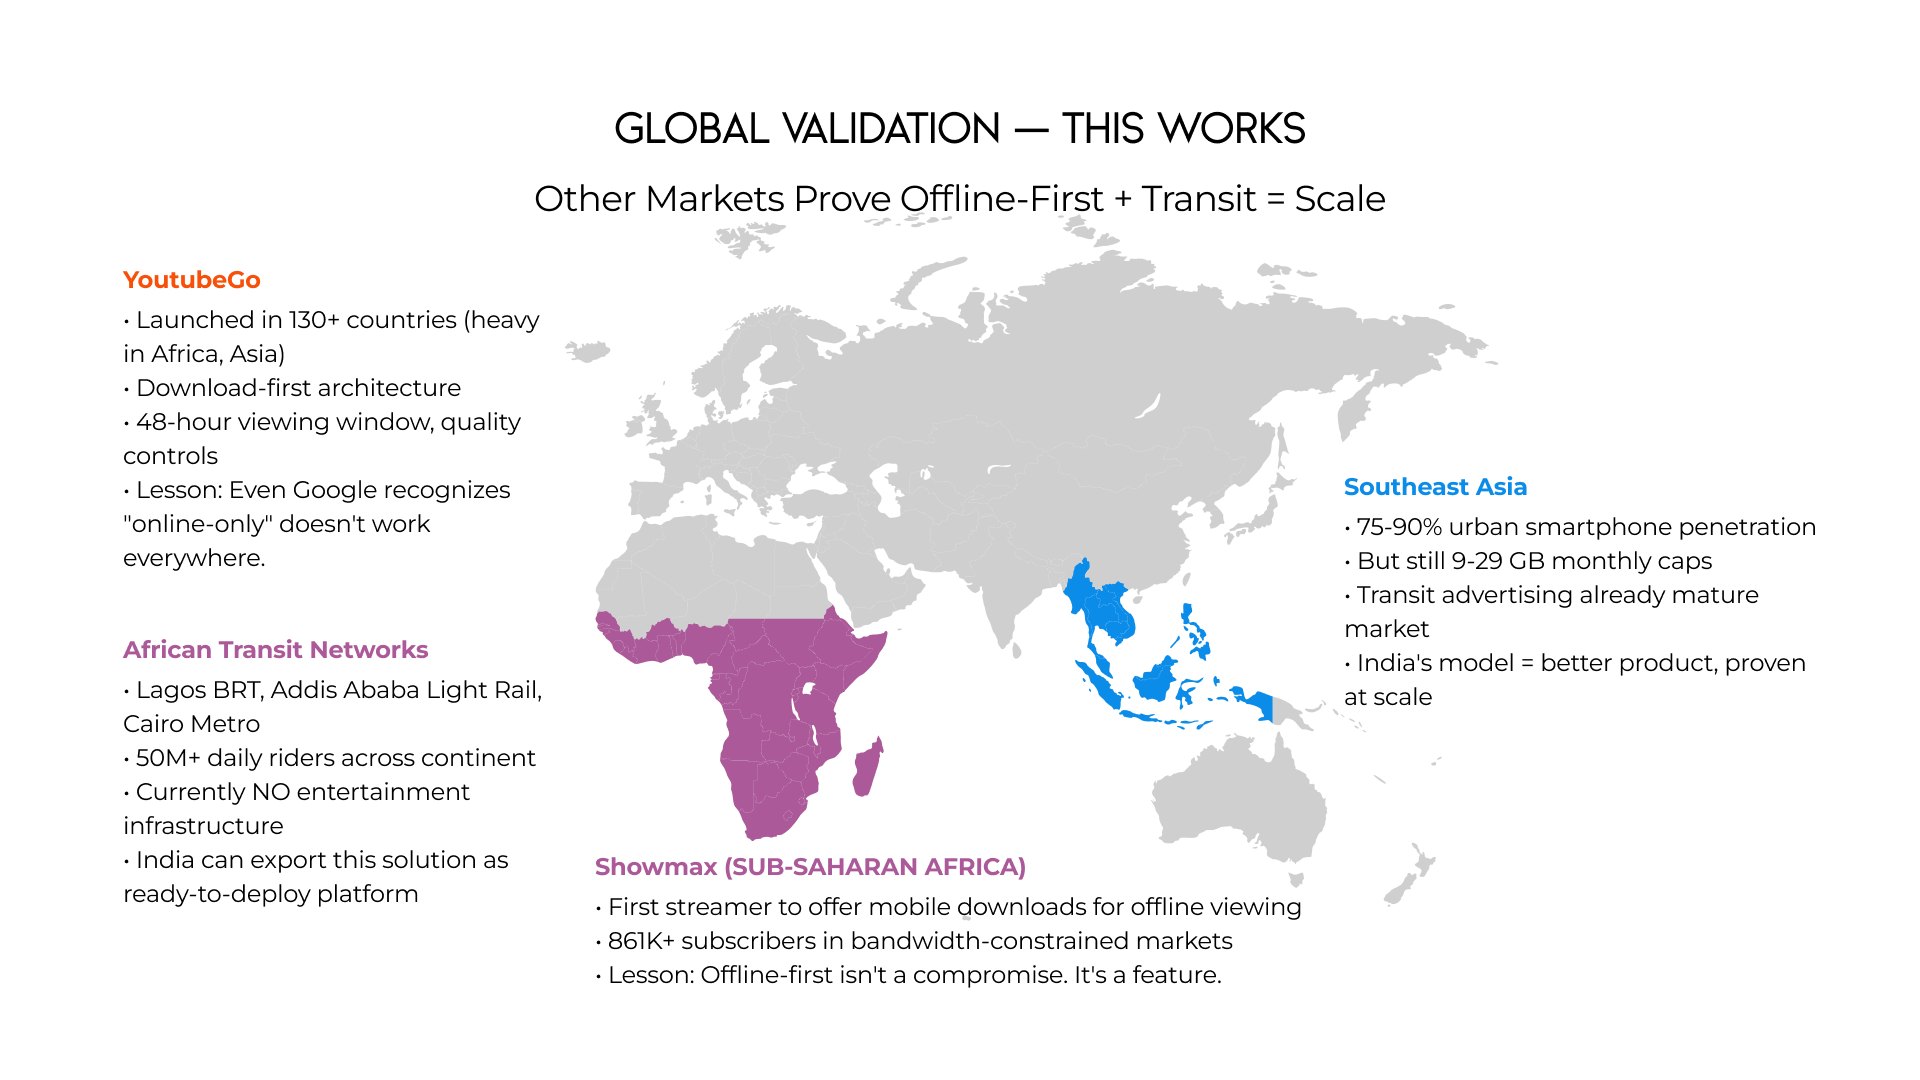 GLOBAL VALIDATION — THIS WORKS
Other Markets Prove Offline-First + Transit = Scale
YoutubeGo
• Launched in 130+ countries (heavy
in Africa, Asia)
• Download-first architecture
• 48-hour viewing window, quality
controls
• Lesson: Even Google recognizes
"online-only" doesn't work
everywhere.
African Transit Networks
• Lagos BRT, Addis Ababa Light Rail,
Cairo Metro
• 50M+ daily riders across continent
• Currently NO entertainment
infrastructure
• India can export this solution as
ready-to-deploy platform
Showmax (SUB-SAHARAN AFRICA)
• First streamer to offer mobile downloads for offline viewing
• 861K+ subscribers in bandwidth-constrained markets
• Lesson: Offline-first isn't a compromise. It's a feature.
Southeast Asia
• 75-90% urban smartphone penetration
• But still 9-29 GB monthly caps
• Transit advertising already mature
market
• India's model = better product, proven
at scale